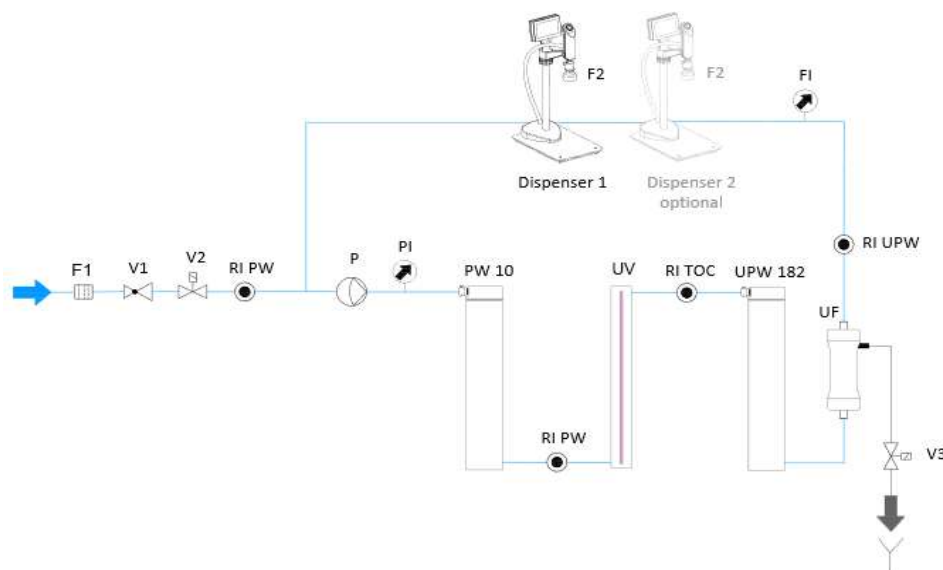 F2
F2
FI
Dispenser 1
Dispenser 2
optional
RI UPW
F1
V1
V2
RI PW
P
PI
PW 10
UV
RI TOC
UPW 182
UF
RI PW
V3